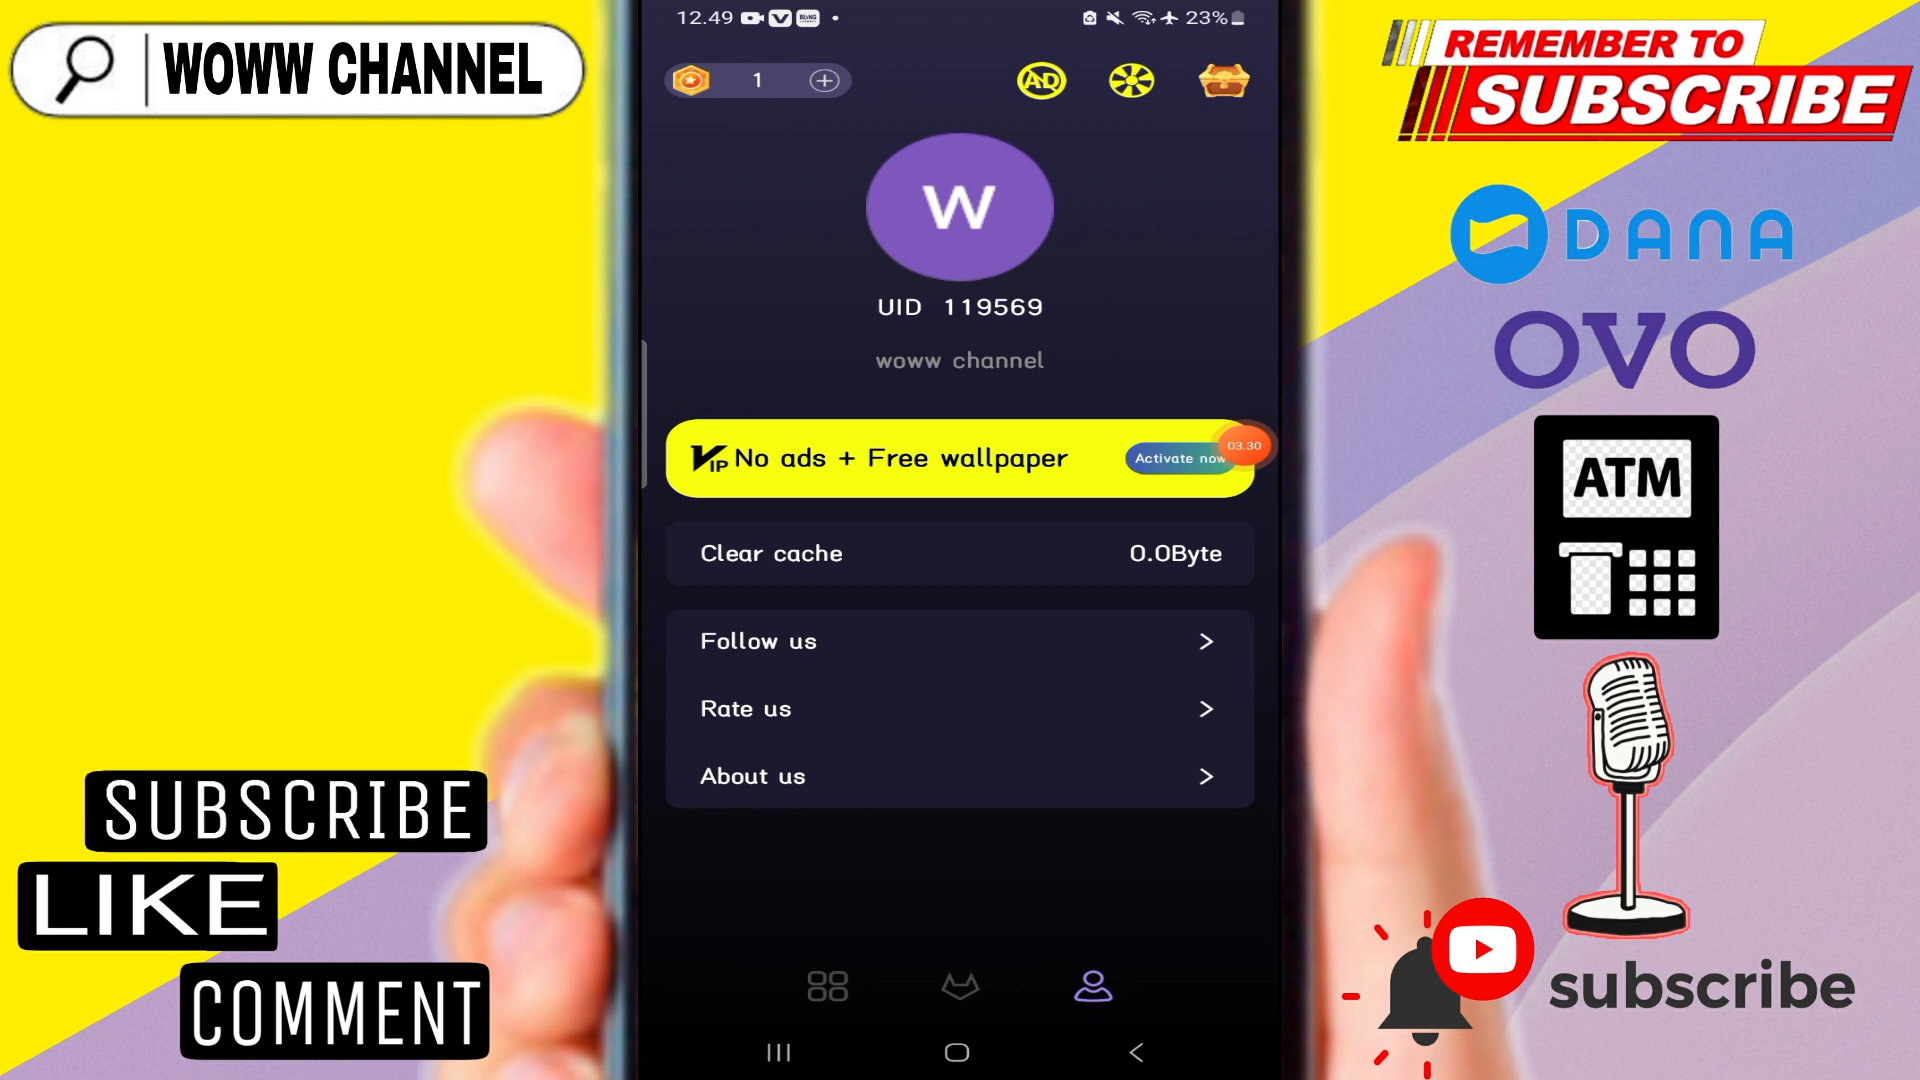 WOWW CHANNEL
12.49
23%
1
AD
W
UID 119569
woww channel
VIP No ads + Free wallpaper
Activate now
03.30
Clear cache
0.0Byte
Follow us
Rate us
About us
REMEMBER TO
SUBSCRIBE
DANA
OVO
ATM
SUBSCRIBE
LIKE
COMMENT
subscribe